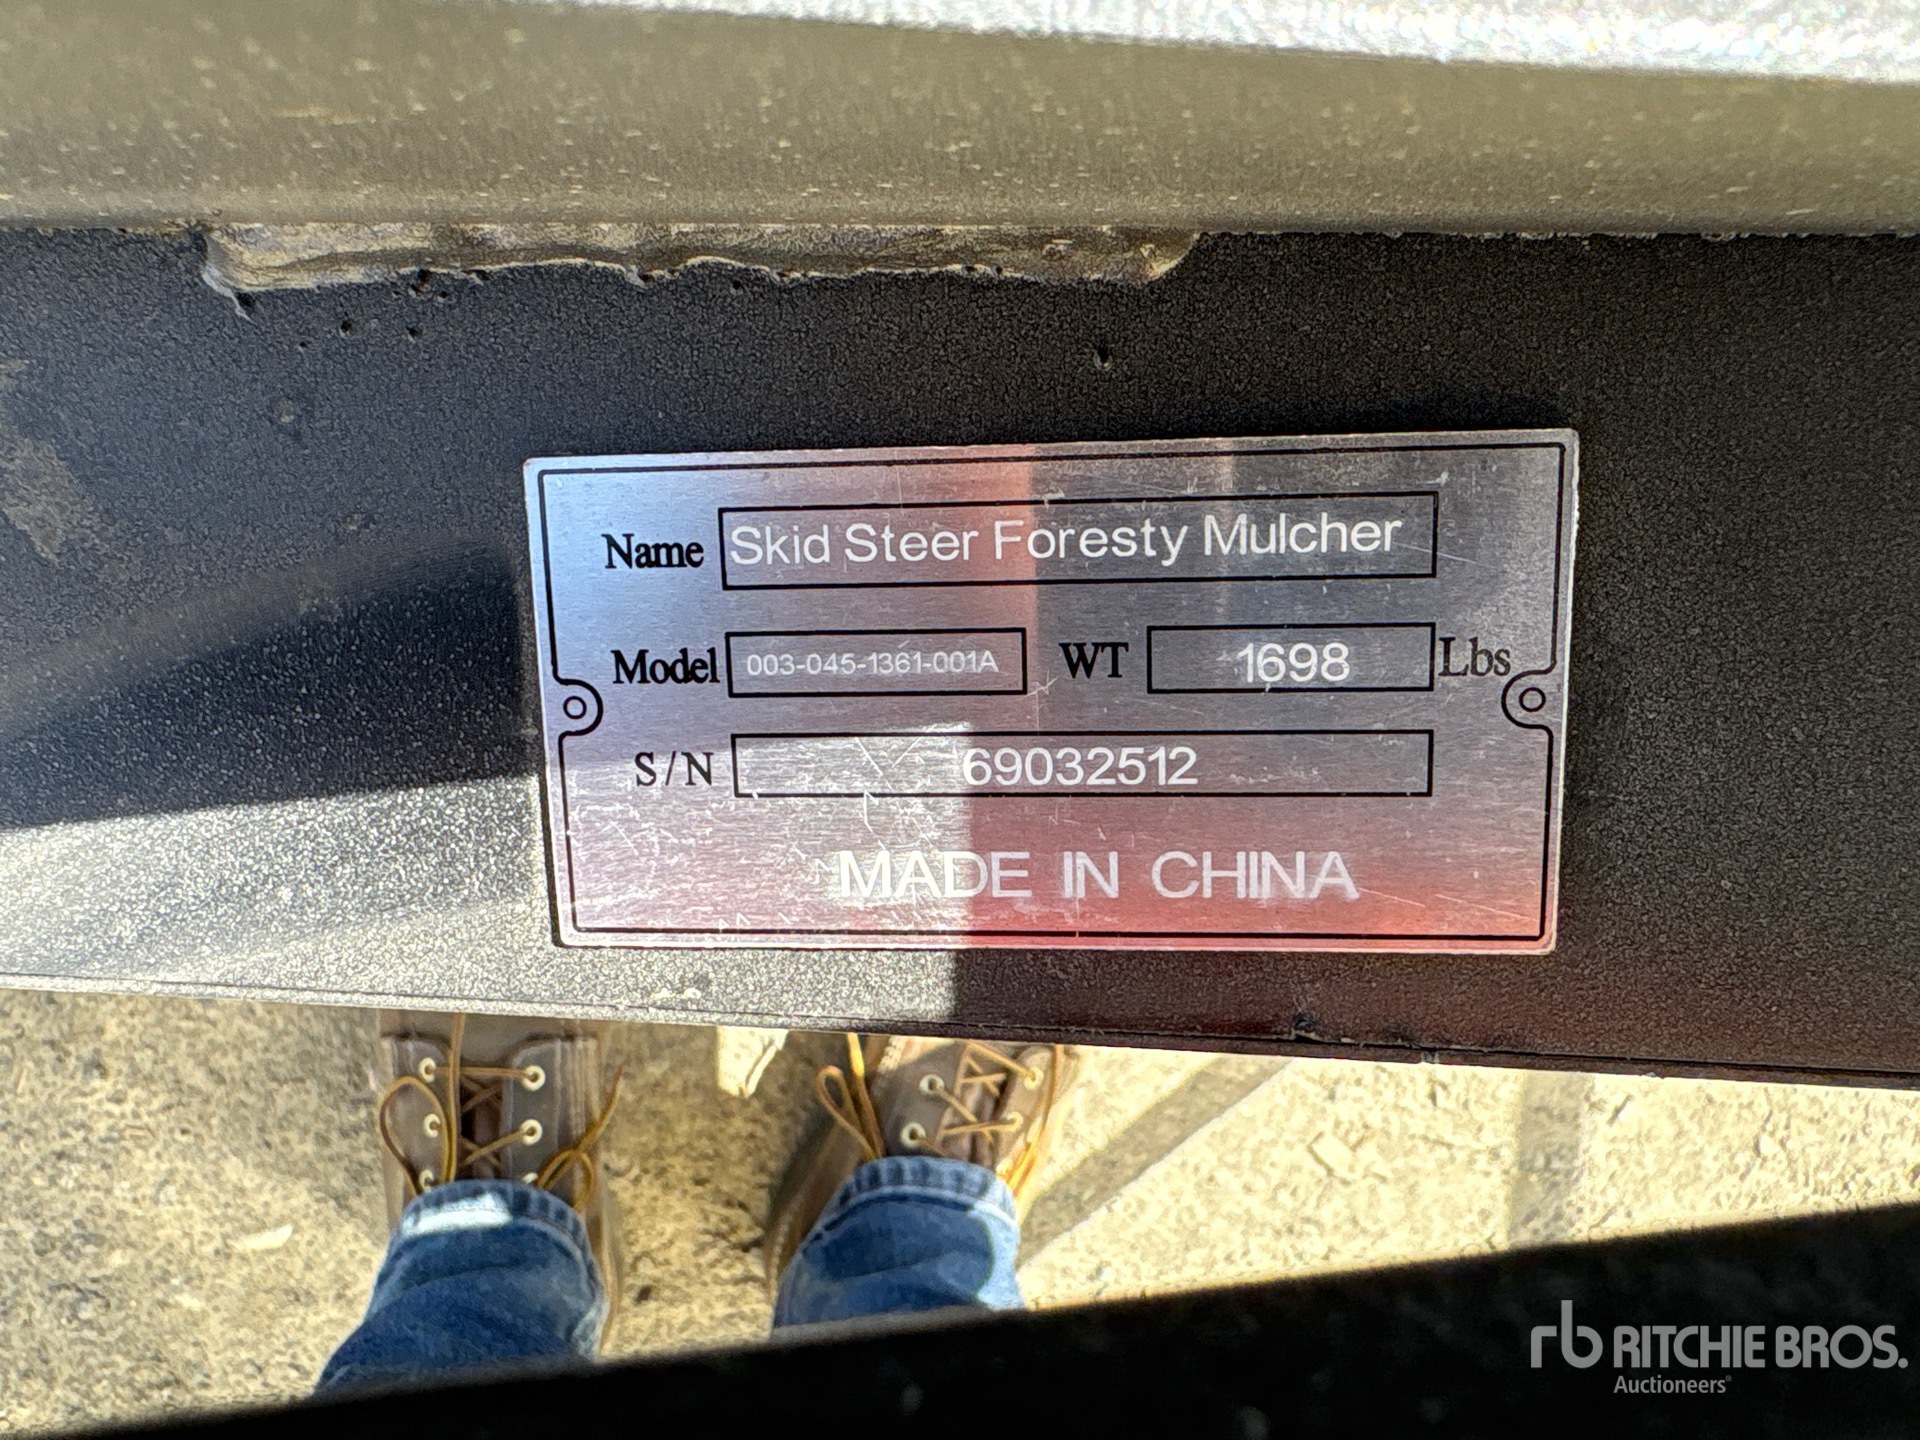 Name Skid Steer Foresty Mulcher
Model 003-045-1361-001A WT 1698 Lbs
S/N 69032512
MADE IN CHINA
rb RITCHIE BROS.
Auctioneers®